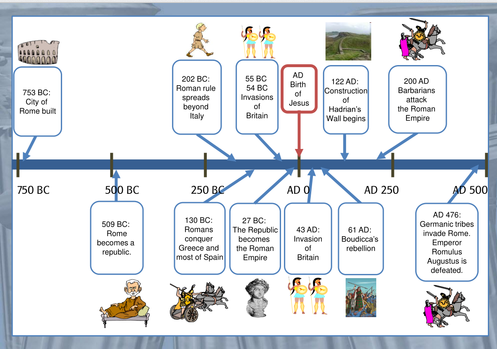 753 BC:
City of
Rome built
202 BC:
Roman rule
spreads
beyond
Italy
55 BC
54 BC
Invasions
of
Britain
AD
Birth
of
Jesus
122 AD:
Construction
of
Hadrian's
Wall begins
200 AD
Barbarians
attack
the Roman
Empire
750 BC
500 BC
250 BC
AD 0
AD 250
AD 500
509 BC:
Rome
becomes a
republic.
130 BC:
Romans
conquer
Greece and
most of Spain
27 BC:
The Republic
becomes
the Roman
Empire
43 AD:
Invasion
of
Britain
61 AD:
Boudicca's
rebellion
AD 476:
Germanic tribes
invade Rome.
Emperor
Romulus
Augustus is
defeated.